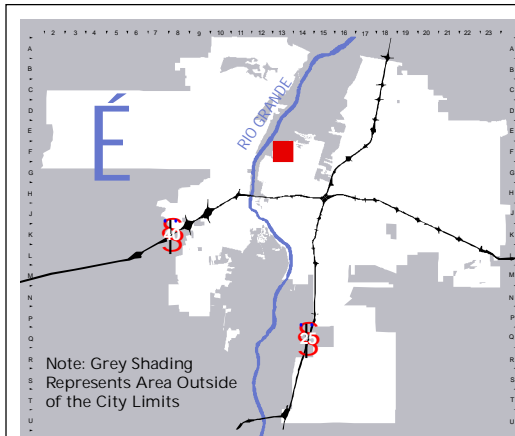 2 3 4 5 6 7 8 9 10 11 12 13 14 15 16 17 18 19 20 21 22 23
A A
B B
C C
D D
E E
F F
G G
H H
J J
K K
L L
M M
N N
P P
Q Q
R R
S S
T T
U U
É
RIO GRANDE
40
25
Note: Grey Shading
Represents Area Outside
of the City Limits